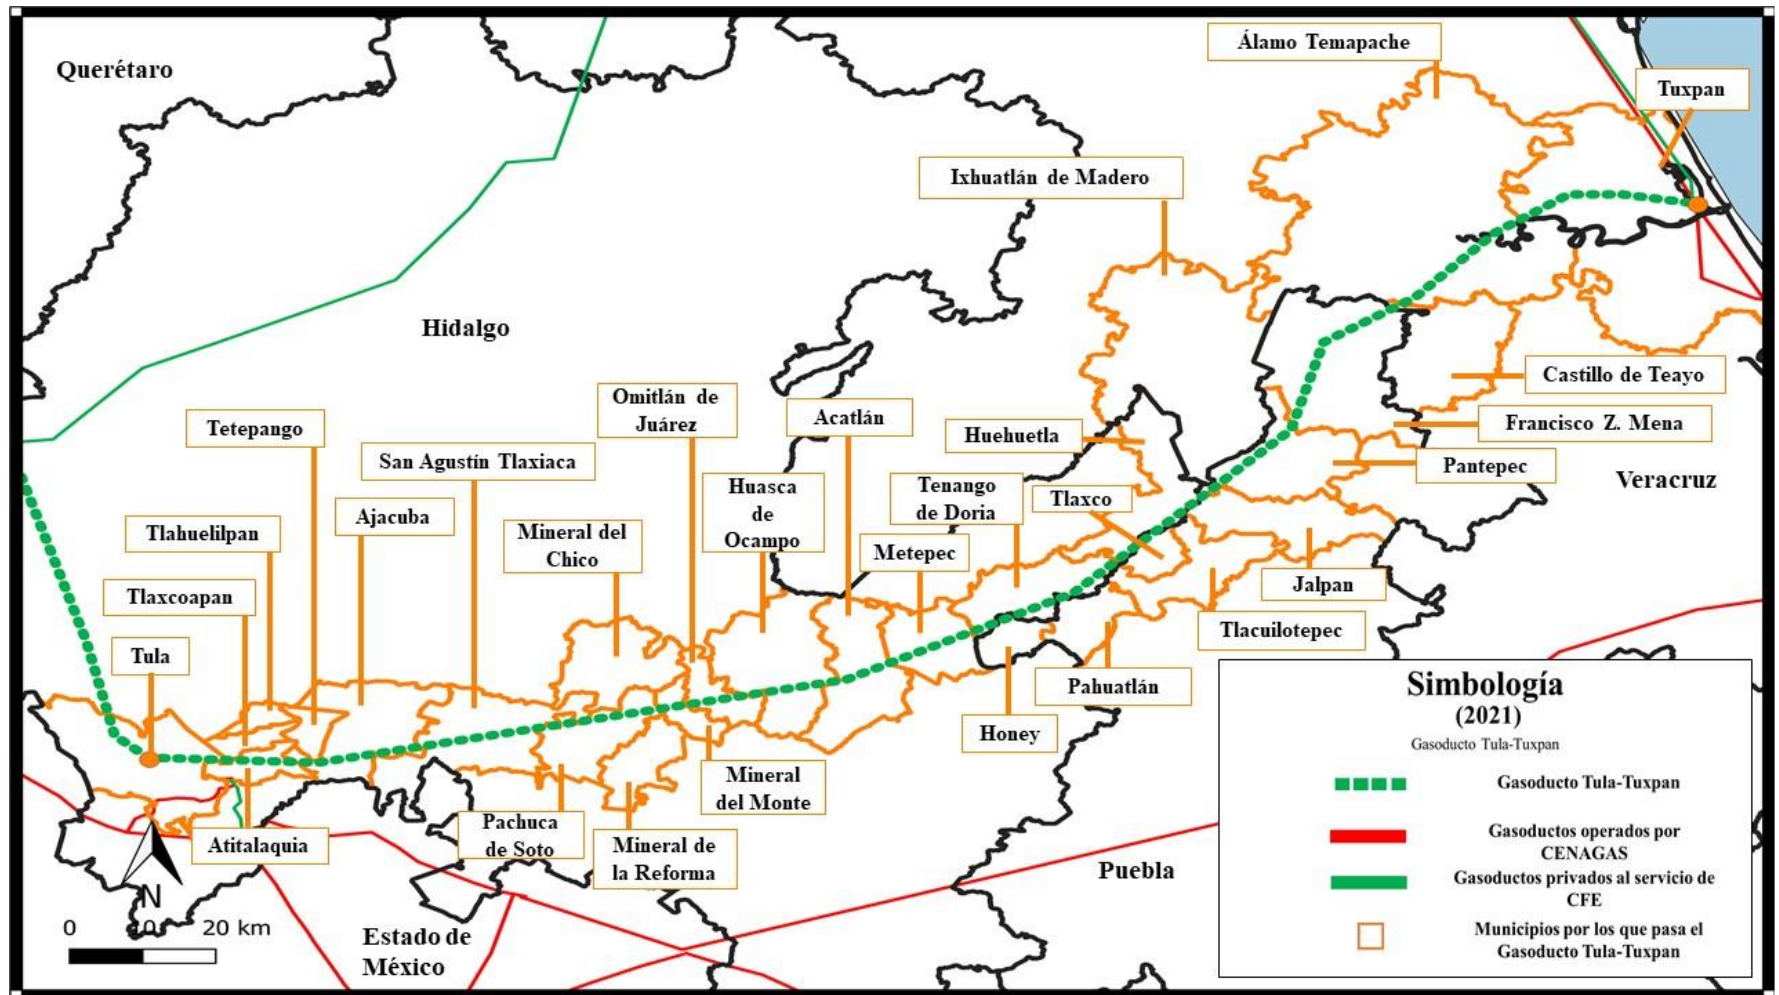 Álamo Temapache
Querétaro
Tuxpan
Ixhuatlán de Madero
Hidalgo
Castillo de Teayo
Omitlán de
Juárez
Acatlán
Tetepango
Huehuetla
Francisco Z. Mena
San Agustín Tlaxiaca
Pantepec
Veracruz
Huasca
de
Ocampo
Tenango
de Doria
Tlaxco
Ajacuba
Tlahuelilpan
Mineral del
Chico
Metepec
Jalpan
Tlaxcoapan
Tlacuilotepec
Tula
Pahuatlán
Honey
Mineral
del Monte
Pachuca
de Soto
Atitalaquia
Mineral de
la Reforma
Puebla
N
0 10 20 km
Estado de
México
Simbología
(2021)
Gasoducto Tula-Tuxpan
Gasoducto Tula-Tuxpan
Gasoductos operados por
CENAGAS
Gasoductos privados al servicio de
CFE
Municipios por los que pasa el
Gasoducto Tula-Tuxpan